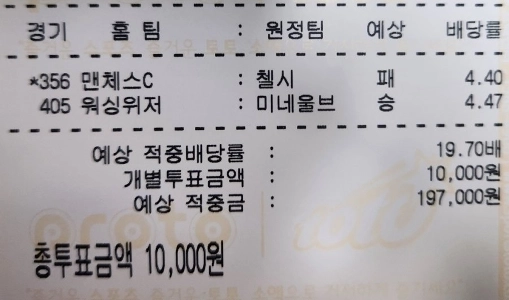 경기 홈 팀 : 원정팀 예상 배당률
*356 맨체스C : 첼시 패 4.40
405 워싱위저 : 미네울브 승 4.47
예상 적중배당률 : 19.70배
개별투표금액 : 10,000원
예상 적중금 : 197,000원
proto
총투표금액 10,000원